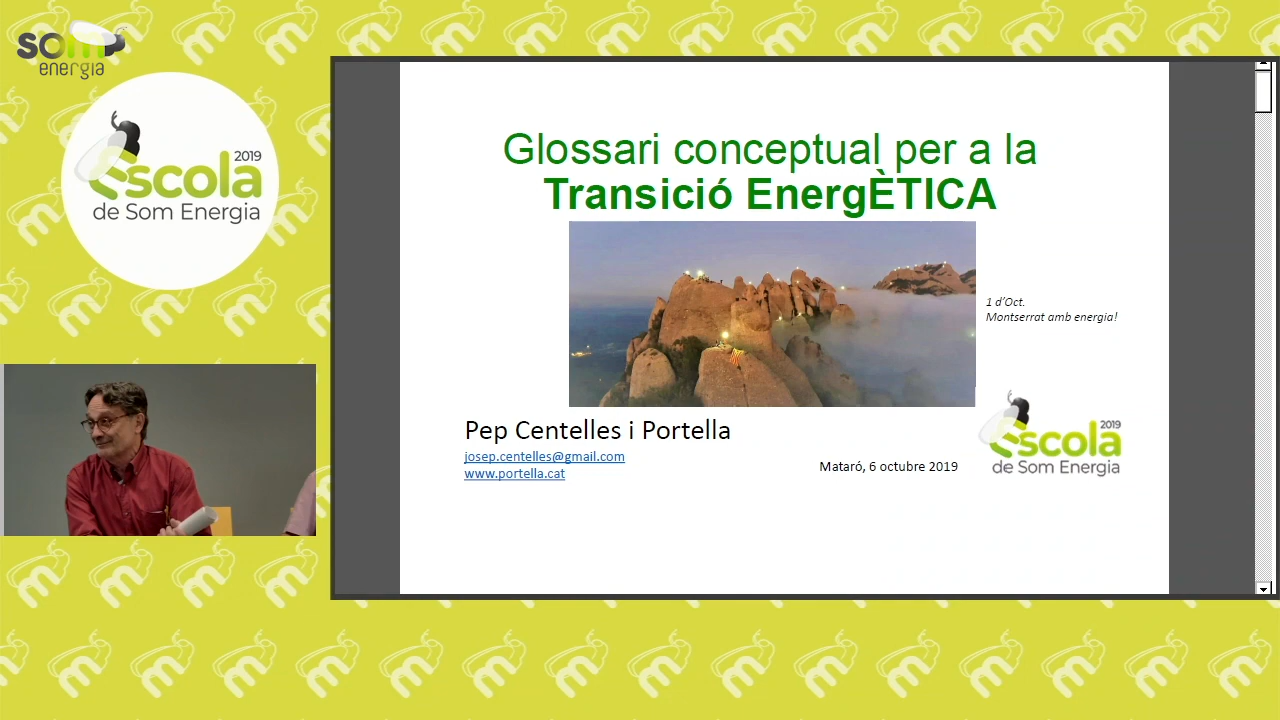 som
energia
2019
Escola
de Som Energia
Glossari conceptual per a la
Transició EnergÈTICA
1 d'Oct.
Montserrat amb energia!
Pep Centelles i Portella
josep.centelles@gmail.com
www.portella.cat
Mataró, 6 octubre 2019
2019
Escola
de Som Energia